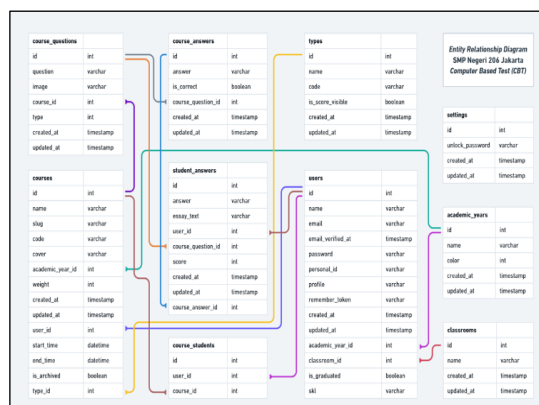 course_questions
id int
question varchar
image varchar
course_id int
type int
created_at timestamp
updated_at timestamp
course_answers
id int
answer varchar
is_correct boolean
course_question_id int
created_at timestamp
updated_at timestamp
types
id int
name varchar
code varchar
is_score_visible boolean
created_at timestamp
updated_at timestamp
Entity Relationship Diagram
SMP Negeri 206 Jakarta
Computer Based Test (CBT)
settings
id int
unlock_password varchar
created_at timestamp
updated_at timestamp
courses
id int
name varchar
slug varchar
code varchar
cover varchar
academic_year_id int
weight int
created_at timestamp
updated_at timestamp
user_id int
start_time datetime
end_time datetime
is_archived boolean
type_id int
student_answers
id int
answer varchar
essay_text varchar
user_id int
course_question_id int
score int
created_at timestamp
updated_at timestamp
course_answer_id int
course_students
id int
user_id int
course_id int
users
id int
name varchar
email varchar
email_verified_at timestamp
password varchar
personal_id varchar
profile varchar
remember_token varchar
created_at timestamp
updated_at timestamp
academic_year_id int
classroom_id int
is_graduated boolean
skl varchar
academic_years
id int
name varchar
color int
created_at timestamp
updated_at timestamp
classrooms
id int
name varchar
created_at timestamp
updated_at timestamp